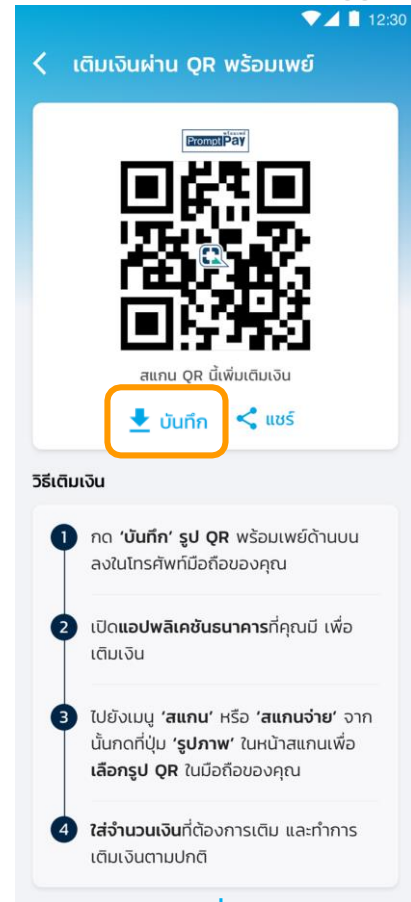 12:30
เติมเงินผ่าน QR พร้อมเพย์
พร้อมเพย์
PromptPay
สแกน QR นี้เพิ่มเติมเงิน
บันทึก
แชร์
วิธีเติมเงิน
1 กด ‘บันทึก’ รูป QR พร้อมเพย์ด้านบน
ลงในโทรศัพท์มือถือของคุณ
2 เปิดแอปพลิเคชันธนาคารที่คุณมี เพื่อ
เติมเงิน
3 ไปยังเมนู ‘สแกน’ หรือ ‘สแกนจ่าย’ จาก
นั้นกดที่ปุ่ม ‘รูปภาพ’ ในหน้าสแกนเพื่อ
เลือกรูป QR ในมือถือของคุณ
4 ใส่จำนวนเงินที่ต้องการเติม และทำการ
เติมเงินตามปกติ